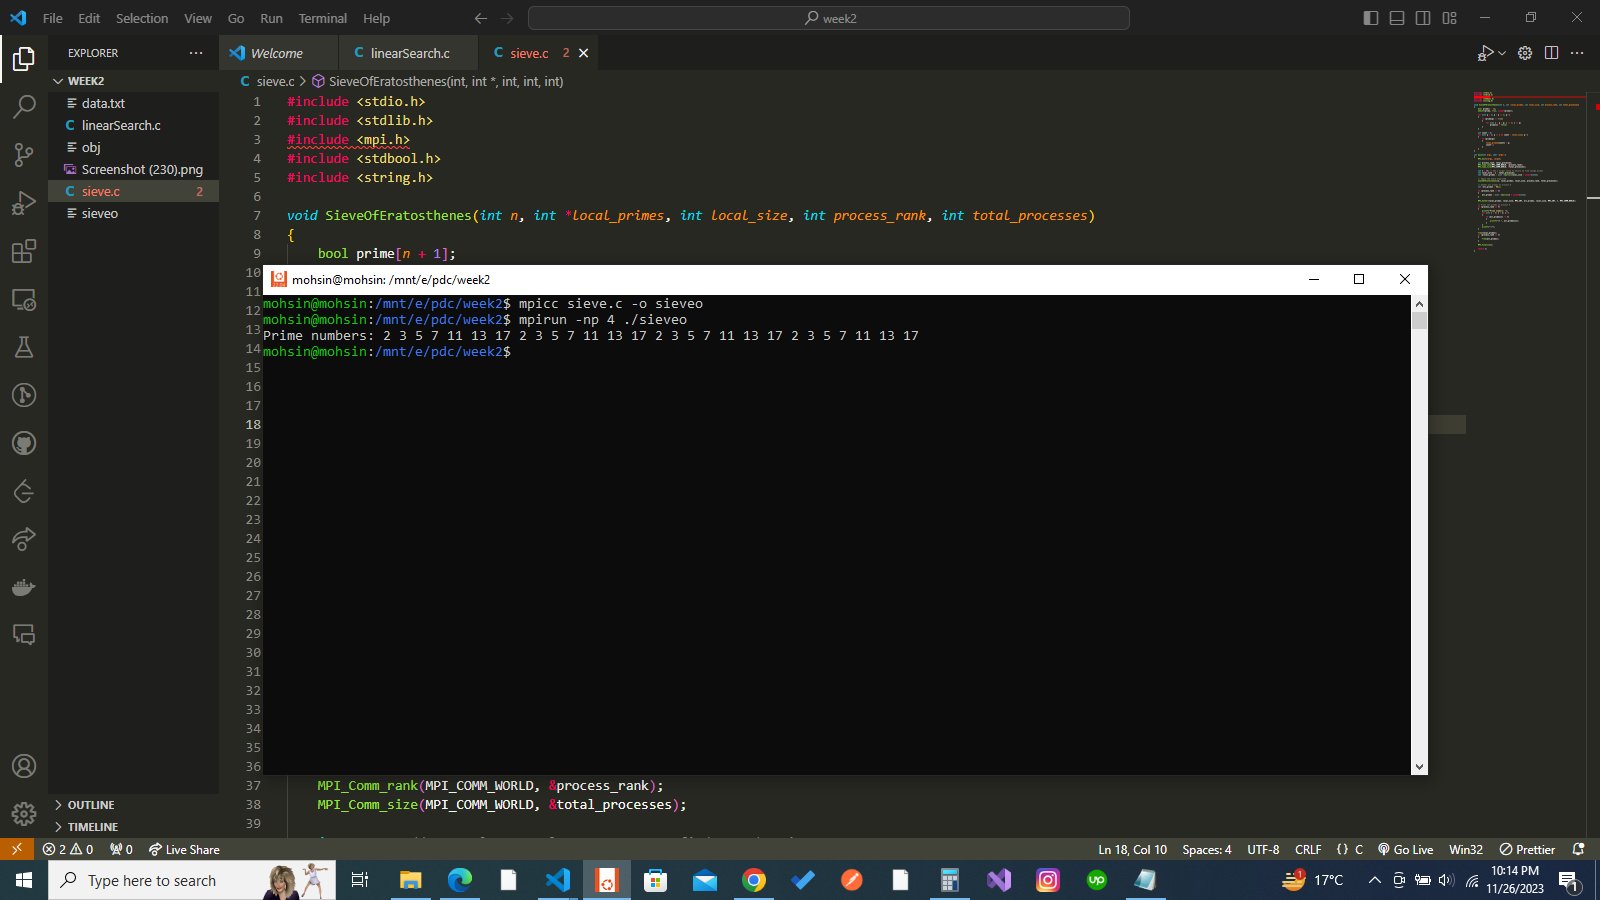 File Edit Selection View Go Run Terminal Help
week2
EXPLORER
WEEK2
data.txt
C linearSearch.c
obj
Screenshot (230).png
C sieve.c 2
sieveo
OUTLINE
TIMELINE
Welcome
C linearSearch.c
C sieve.c 2
C sieve.c > SieveOfEratosthenes(int, int *, int, int, int)
1 #include <stdio.h>
2 #include <stdlib.h>
3 #include <mpi.h>
4 #include <stdbool.h>
5 #include <string.h>
6
7 void SieveOfEratosthenes(int n, int *local_primes, int local_size, int process_rank, int total_processes)
8 {
9 bool prime[n + 1];
10
11
12
13
14
15
16
17
18
19
20
21
22
23
24
25
26
27
28
29
30
31
32
33
34
35
36
37 MPI_Comm_rank(MPI_COMM_WORLD, &process_rank);
38 MPI_Comm_size(MPI_COMM_WORLD, &total_processes);
39
mohsin@mohsin: /mnt/e/pdc/week2
mohsin@mohsin:/mnt/e/pdc/week2$ mpicc sieve.c -o sieveo
mohsin@mohsin:/mnt/e/pdc/week2$ mpirun -np 4 ./sieveo
Prime numbers: 2 3 5 7 11 13 17 2 3 5 7 11 13 17 2 3 5 7 11 13 17 2 3 5 7 11 13 17
mohsin@mohsin:/mnt/e/pdc/week2$
2 0 0 Live Share
Ln 18, Col 10 Spaces: 4 UTF-8 CRLF {} C Go Live Win32 Prettier
Type here to search
up
1 17°C
10:14 PM
11/26/2023
1